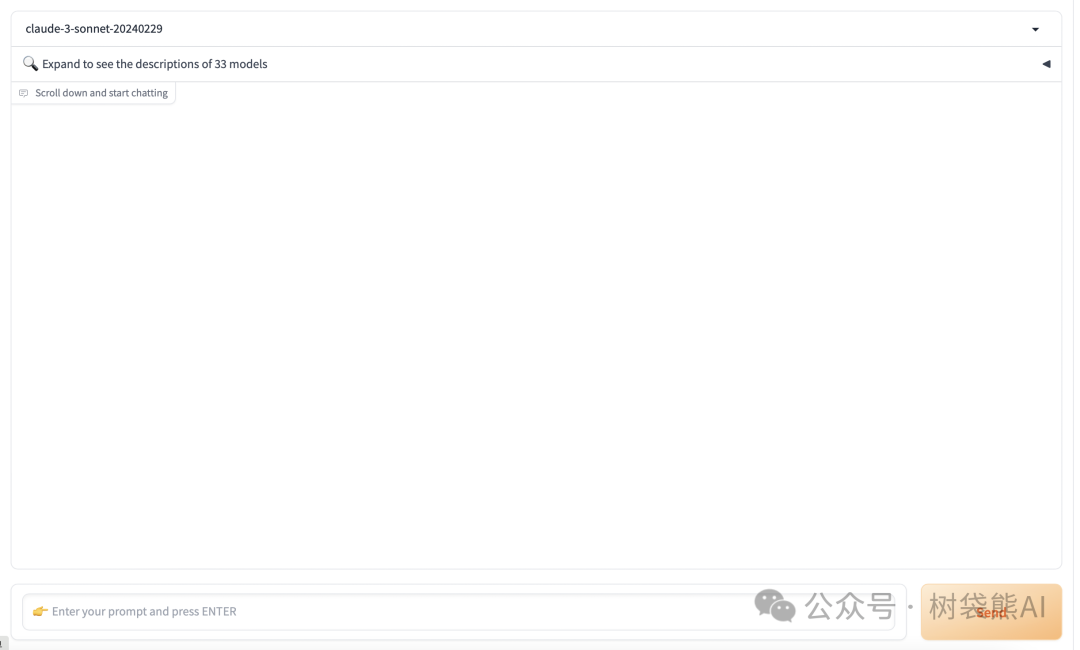 claude-3-sonnet-20240229
🔍 Expand to see the descriptions of 33 models
Scroll down and start chatting
👉 Enter your prompt and press ENTER
Send
公众号 · 树袋熊AI